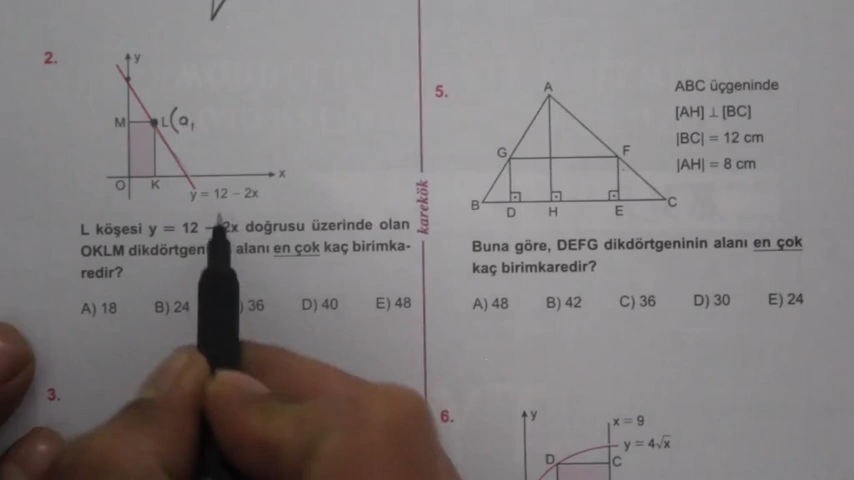 2.
y
M
L(a,
O
K
x
y = 12 – 2x
L köşesi y = 12 – 2x doğrusu üzerinde olan
OKLM dikdörtgen alanı en çok kaç birimka-
redir?
A) 18
B) 24
) 36
D) 40
E) 48
3.
karekök
5.
A
G
F
B
D
H
E
C
ABC üçgeninde
[AH] ⊥ [BC]
|BC| = 12 cm
|AH| = 8 cm
Buna göre, DEFG dikdörtgeninin alanı en çok
kaç birimkaredir?
A) 48
B) 42
C) 36
D) 30
E) 24
6.
y
x = 9
y = 4√x
D
C